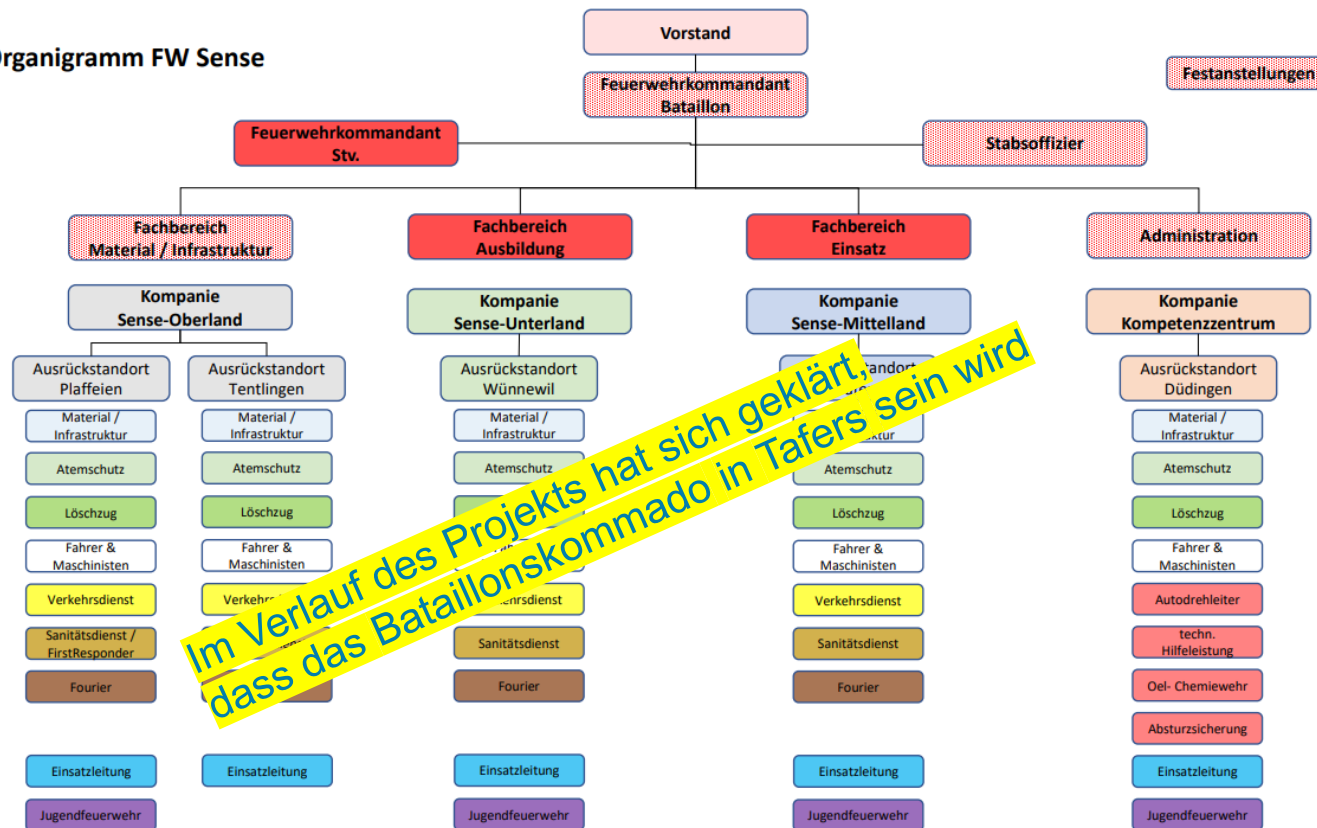 Vorstand
Organigramm FW Sense
Festanstellungen
Feuerwehrkommandant
Bataillon
Feuerwehrkommandant
Stv.
Stabsoffizier
Fachbereich
Material / Infrastruktur
Fachbereich
Ausbildung
Fachbereich
Einsatz
Administration
Kompanie
Sense-Oberland
Kompanie
Sense-Unterland
Kompanie
Sense-Mittelland
Kompanie
Kompetenzzentrum
Ausrückstandort
Plaffeien
Material /
Infrastruktur
Atemschutz
Löschzug
Fahrer &
Maschinisten
Verkehrsdienst
Sanitätsdienst /
FirstResponder
Fourier
Einsatzleitung
Jugendfeuerwehr
Ausrückstandort
Tentlingen
Material /
Infrastruktur
Atemschutz
Löschzug
Fahrer &
Maschinisten
Einsatzleitung
Ausrückstandort
Wünnewil
Material /
Infrastruktur
Atemschutz
Sanitätsdienst
Fourier
Einsatzleitung
Jugendfeuerwehr
Atemschutz
Löschzug
Fahrer &
Maschinisten
Verkehrsdienst
Sanitätsdienst
Fourier
Einsatzleitung
Jugendfeuerwehr
Ausrückstandort
Düdingen
Material /
Infrastruktur
Atemschutz
Löschzug
Fahrer &
Maschinisten
Autodrehleiter
techn.
Hilfeleistung
Oel- Chemiewehr
Absturzsicherung
Einsatzleitung
Jugendfeuerwehr
Im Verlauf des Projekts hat sich geklärt,
dass das Bataillonskommado in Tafers sein wird